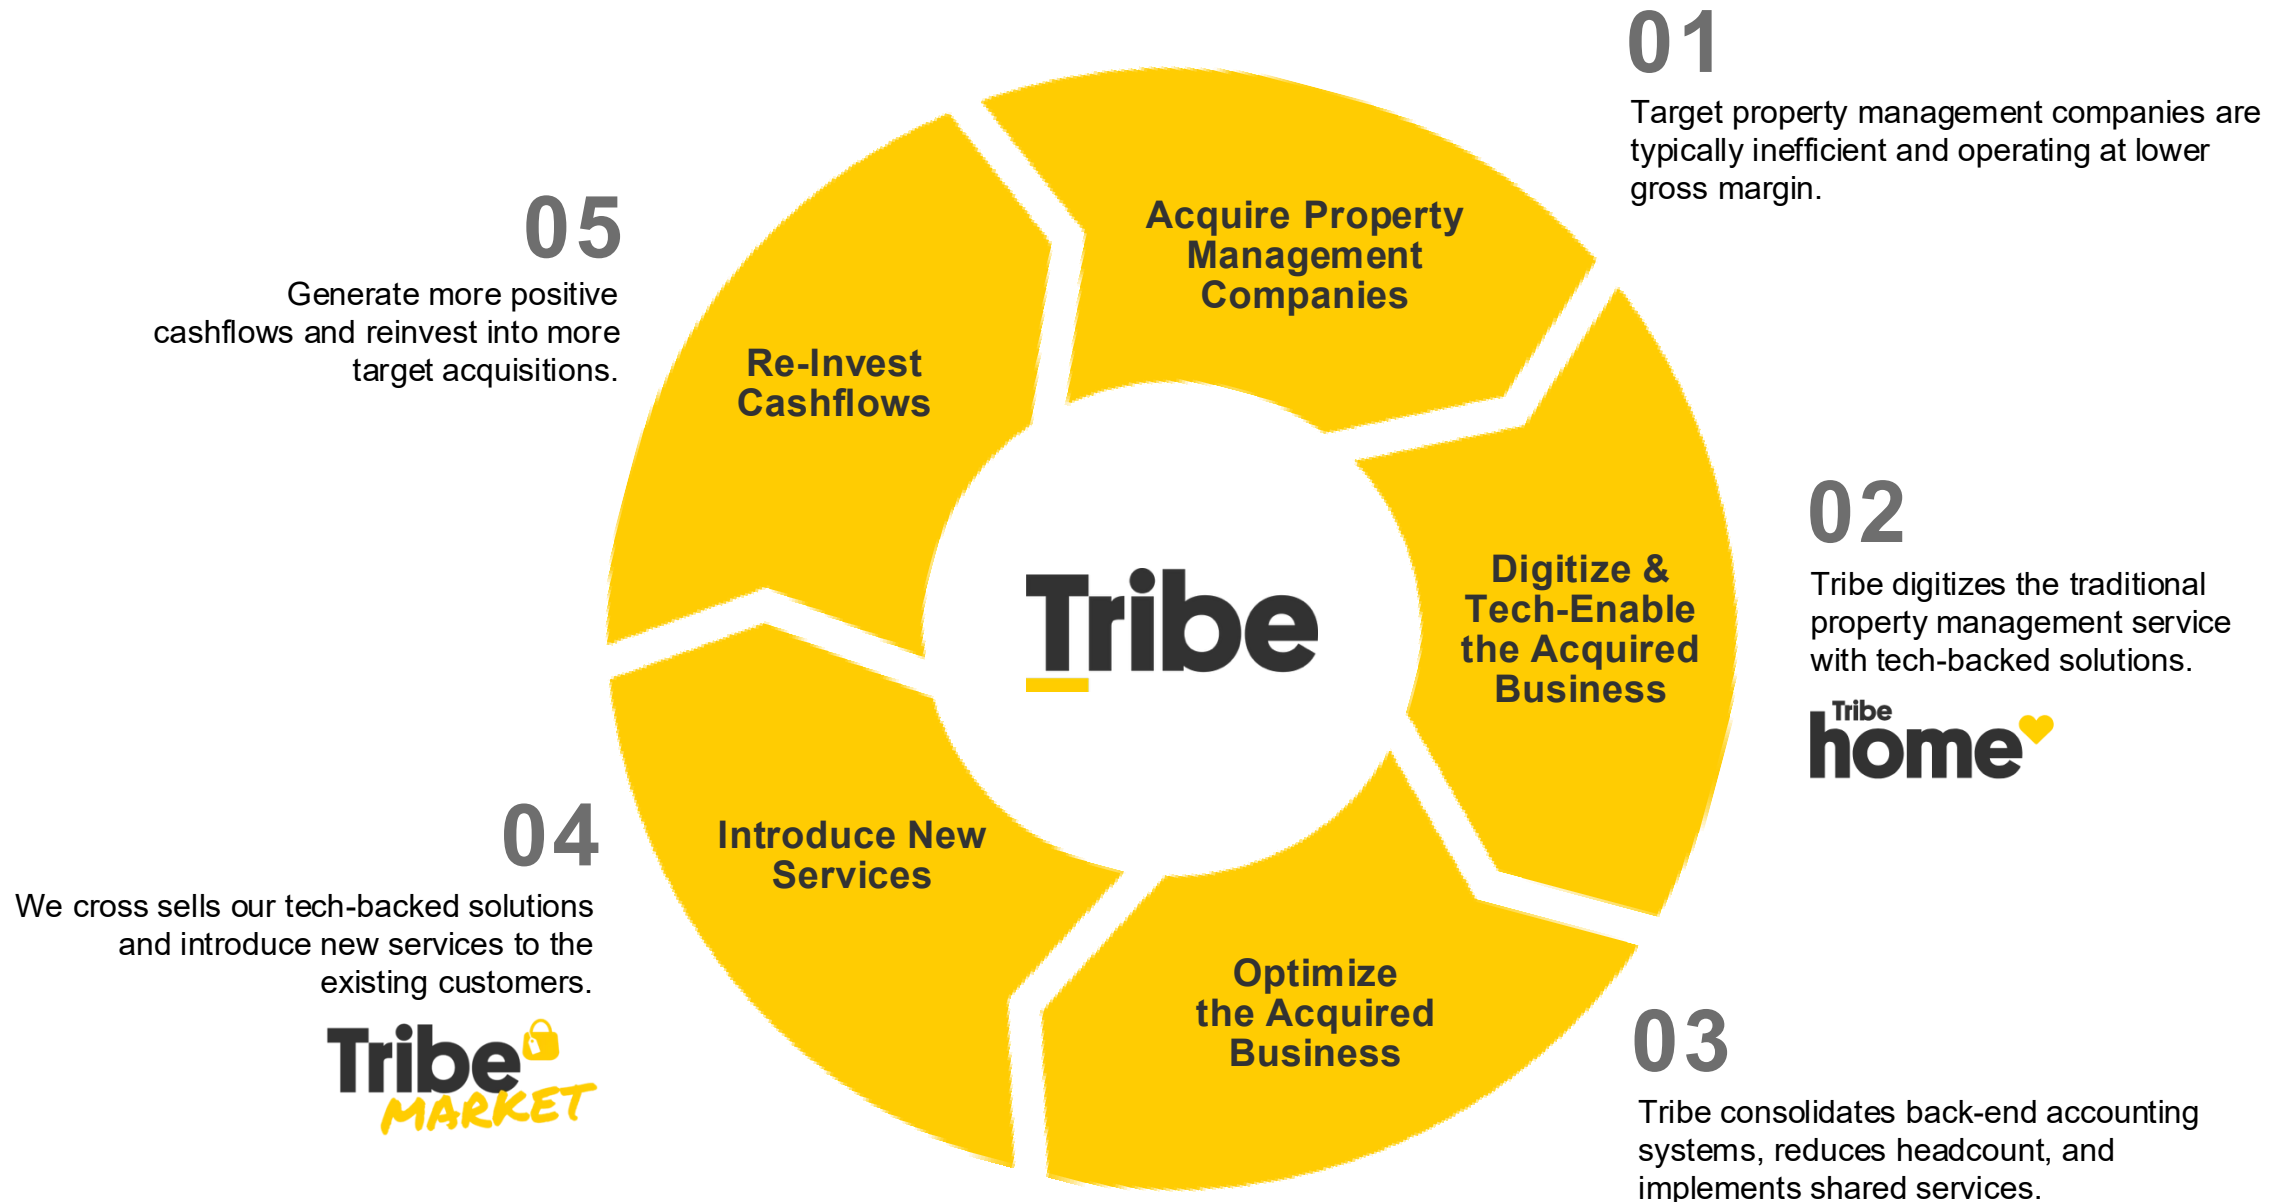 01
Target property management companies are
typically inefficient and operating at lower
gross margin.
Acquire Property
Management
Companies
02
Tribe digitizes the traditional
property management service
with tech-backed solutions.
Tribe
home
Digitize &
Tech-Enable
the Acquired
Business
03
Tribe consolidates back-end accounting
systems, reduces headcount, and
implements shared services.
Optimize
the Acquired
Business
04
We cross sells our tech-backed solutions
and introduce new services to the
existing customers.
Tribe
MARKET
Introduce New
Services
05
Generate more positive
cashflows and reinvest into more
target acquisitions.
Re-Invest
Cashflows
Tribe